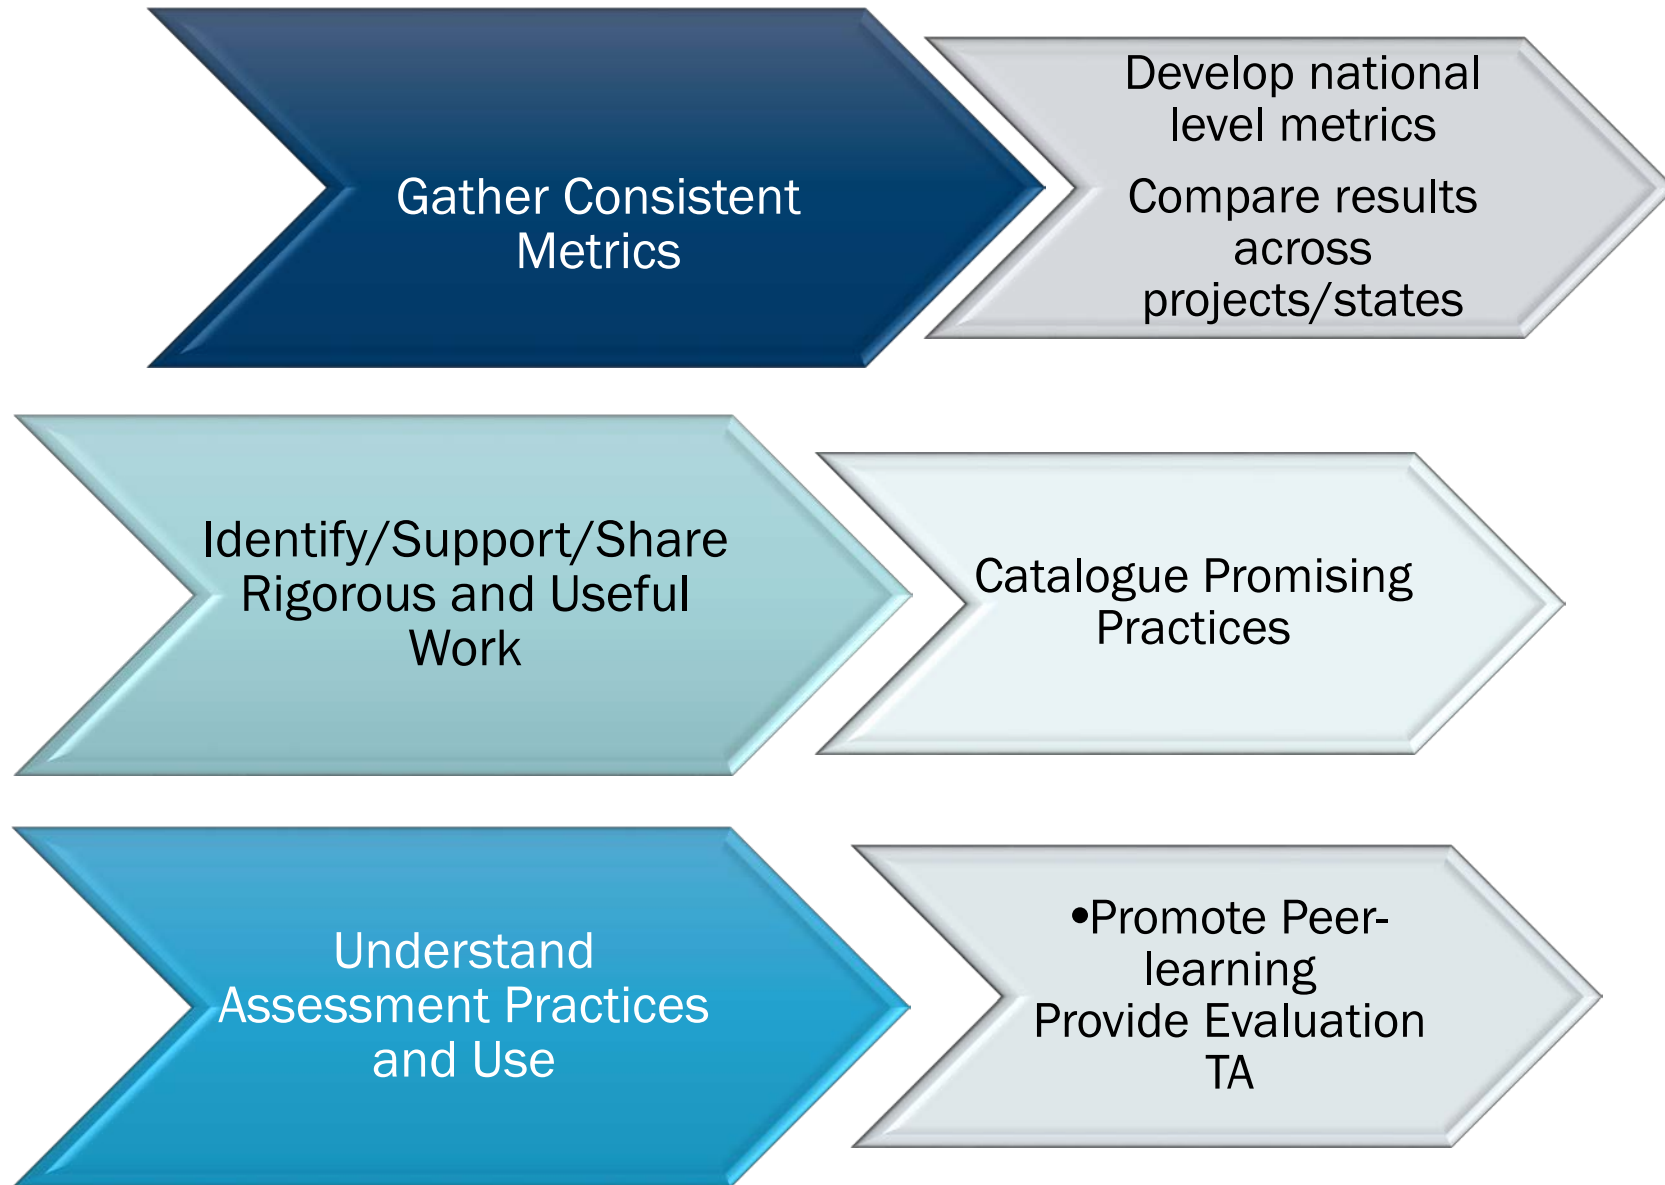 Gather Consistent
Metrics
Develop national
level metrics
Compare results
across
projects/states
Identify/Support/Share
Rigorous and Useful
Work
Catalogue Promising
Practices
Understand
Assessment Practices
and Use
•Promote Peer-
learning
Provide Evaluation
TA